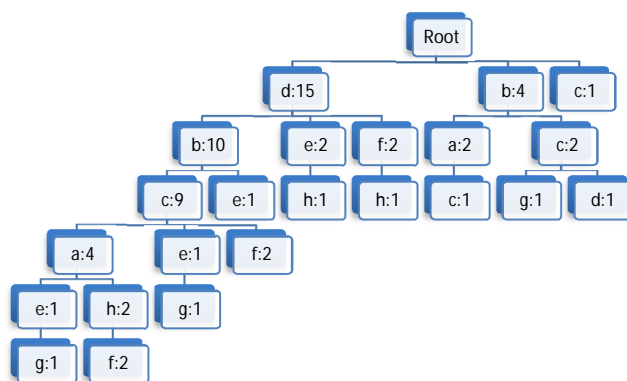 Root
d:15 b:4 c:1
b:10 e:2 f:2 a:2 c:2
c:9 e:1 h:1 h:1 c:1 g:1 d:1
a:4 e:1 f:2
e:1 h:2 g:1
g:1 f:2